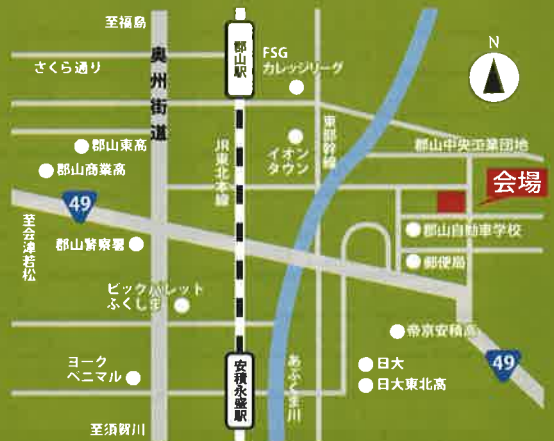 至福島
奥州街道
郡山駅
FSG
カレッジリーグ
N
さくら通り
東部幹線
郡山中央工業団地
郡山東高
イオン
タウン
JR東北本線
郡山商業高
会場
49
至会津若松
郡山自動車学校
郡山警察署
郵便局
ビックパレット
ふくしま
帝京安積高
ヨーク
ベニマル
安積永盛駅
あぶくま川
日大
49
日大東北高
至須賀川